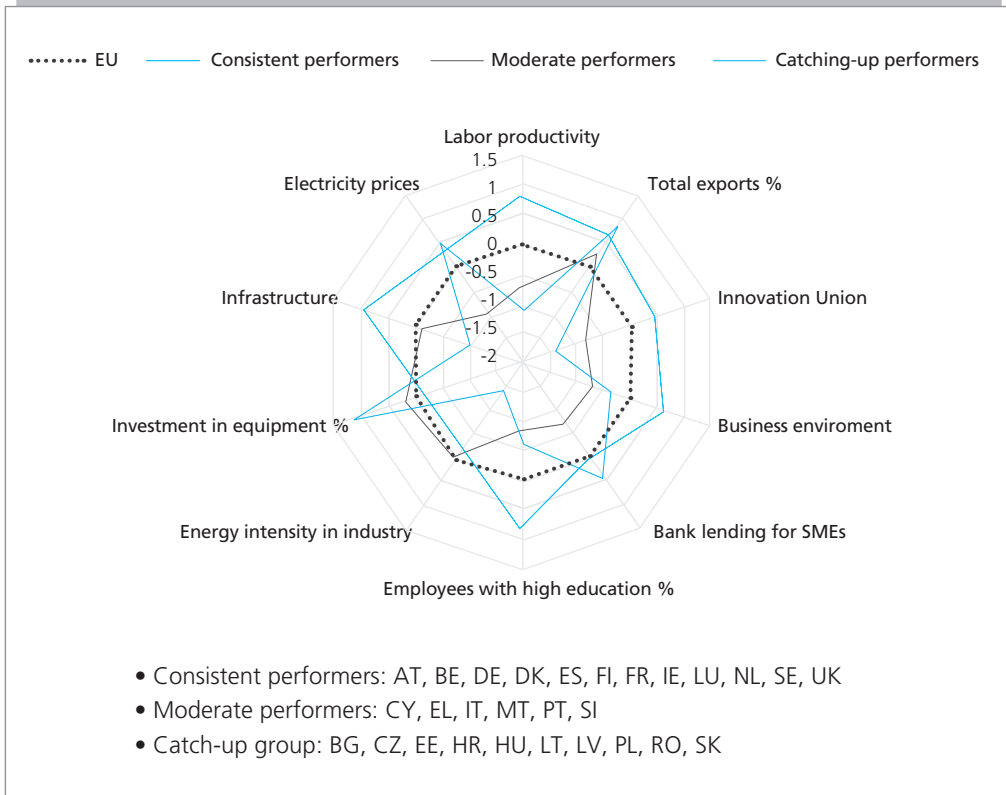 EU Consistent performers Moderate performers Catching-up performers
Labor productivity
1.5
Electricity prices
Total exports %
1
0.5
0
-0.5
Infrastructure
Innovation Union
-1
-1.5
-2
Investment in equipment %
Business enviroment
Energy intensity in industry
Bank lending for SMEs
Employees with high education %
• Consistent performers: AT, BE, DE, DK, ES, FI, FR, IE, LU, NL, SE, UK
• Moderate performers: CY, EL, IT, MT, PT, SI
• Catch-up group: BG, CZ, EE, HR, HU, LT, LV, PL, RO, SK